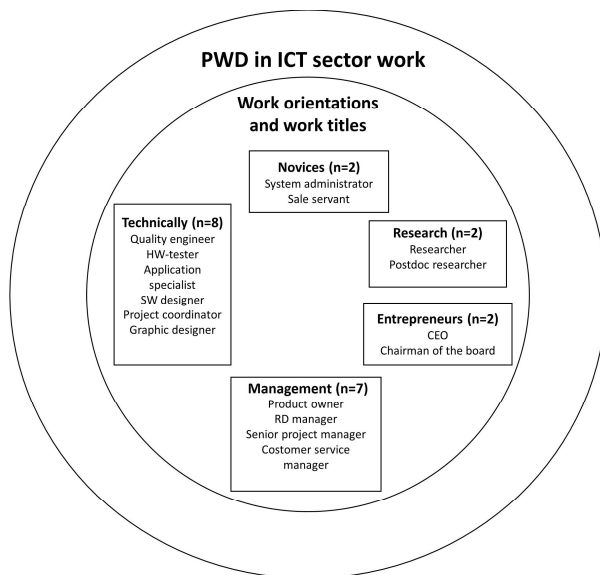 PWD in ICT sector work
Work orientations
and work titles
Novices (n=2)
System administrator
Sale servant
Technically (n=8)
Quality engineer
HW-tester
Application
specialist
SW designer
Project coordinator
Graphic designer
Research (n=2)
Researcher
Postdoc researcher
Entrepreneurs (n=2)
CEO
Chairman of the board
Management (n=7)
Product owner
RD manager
Senior project manager
Costomer service
manager